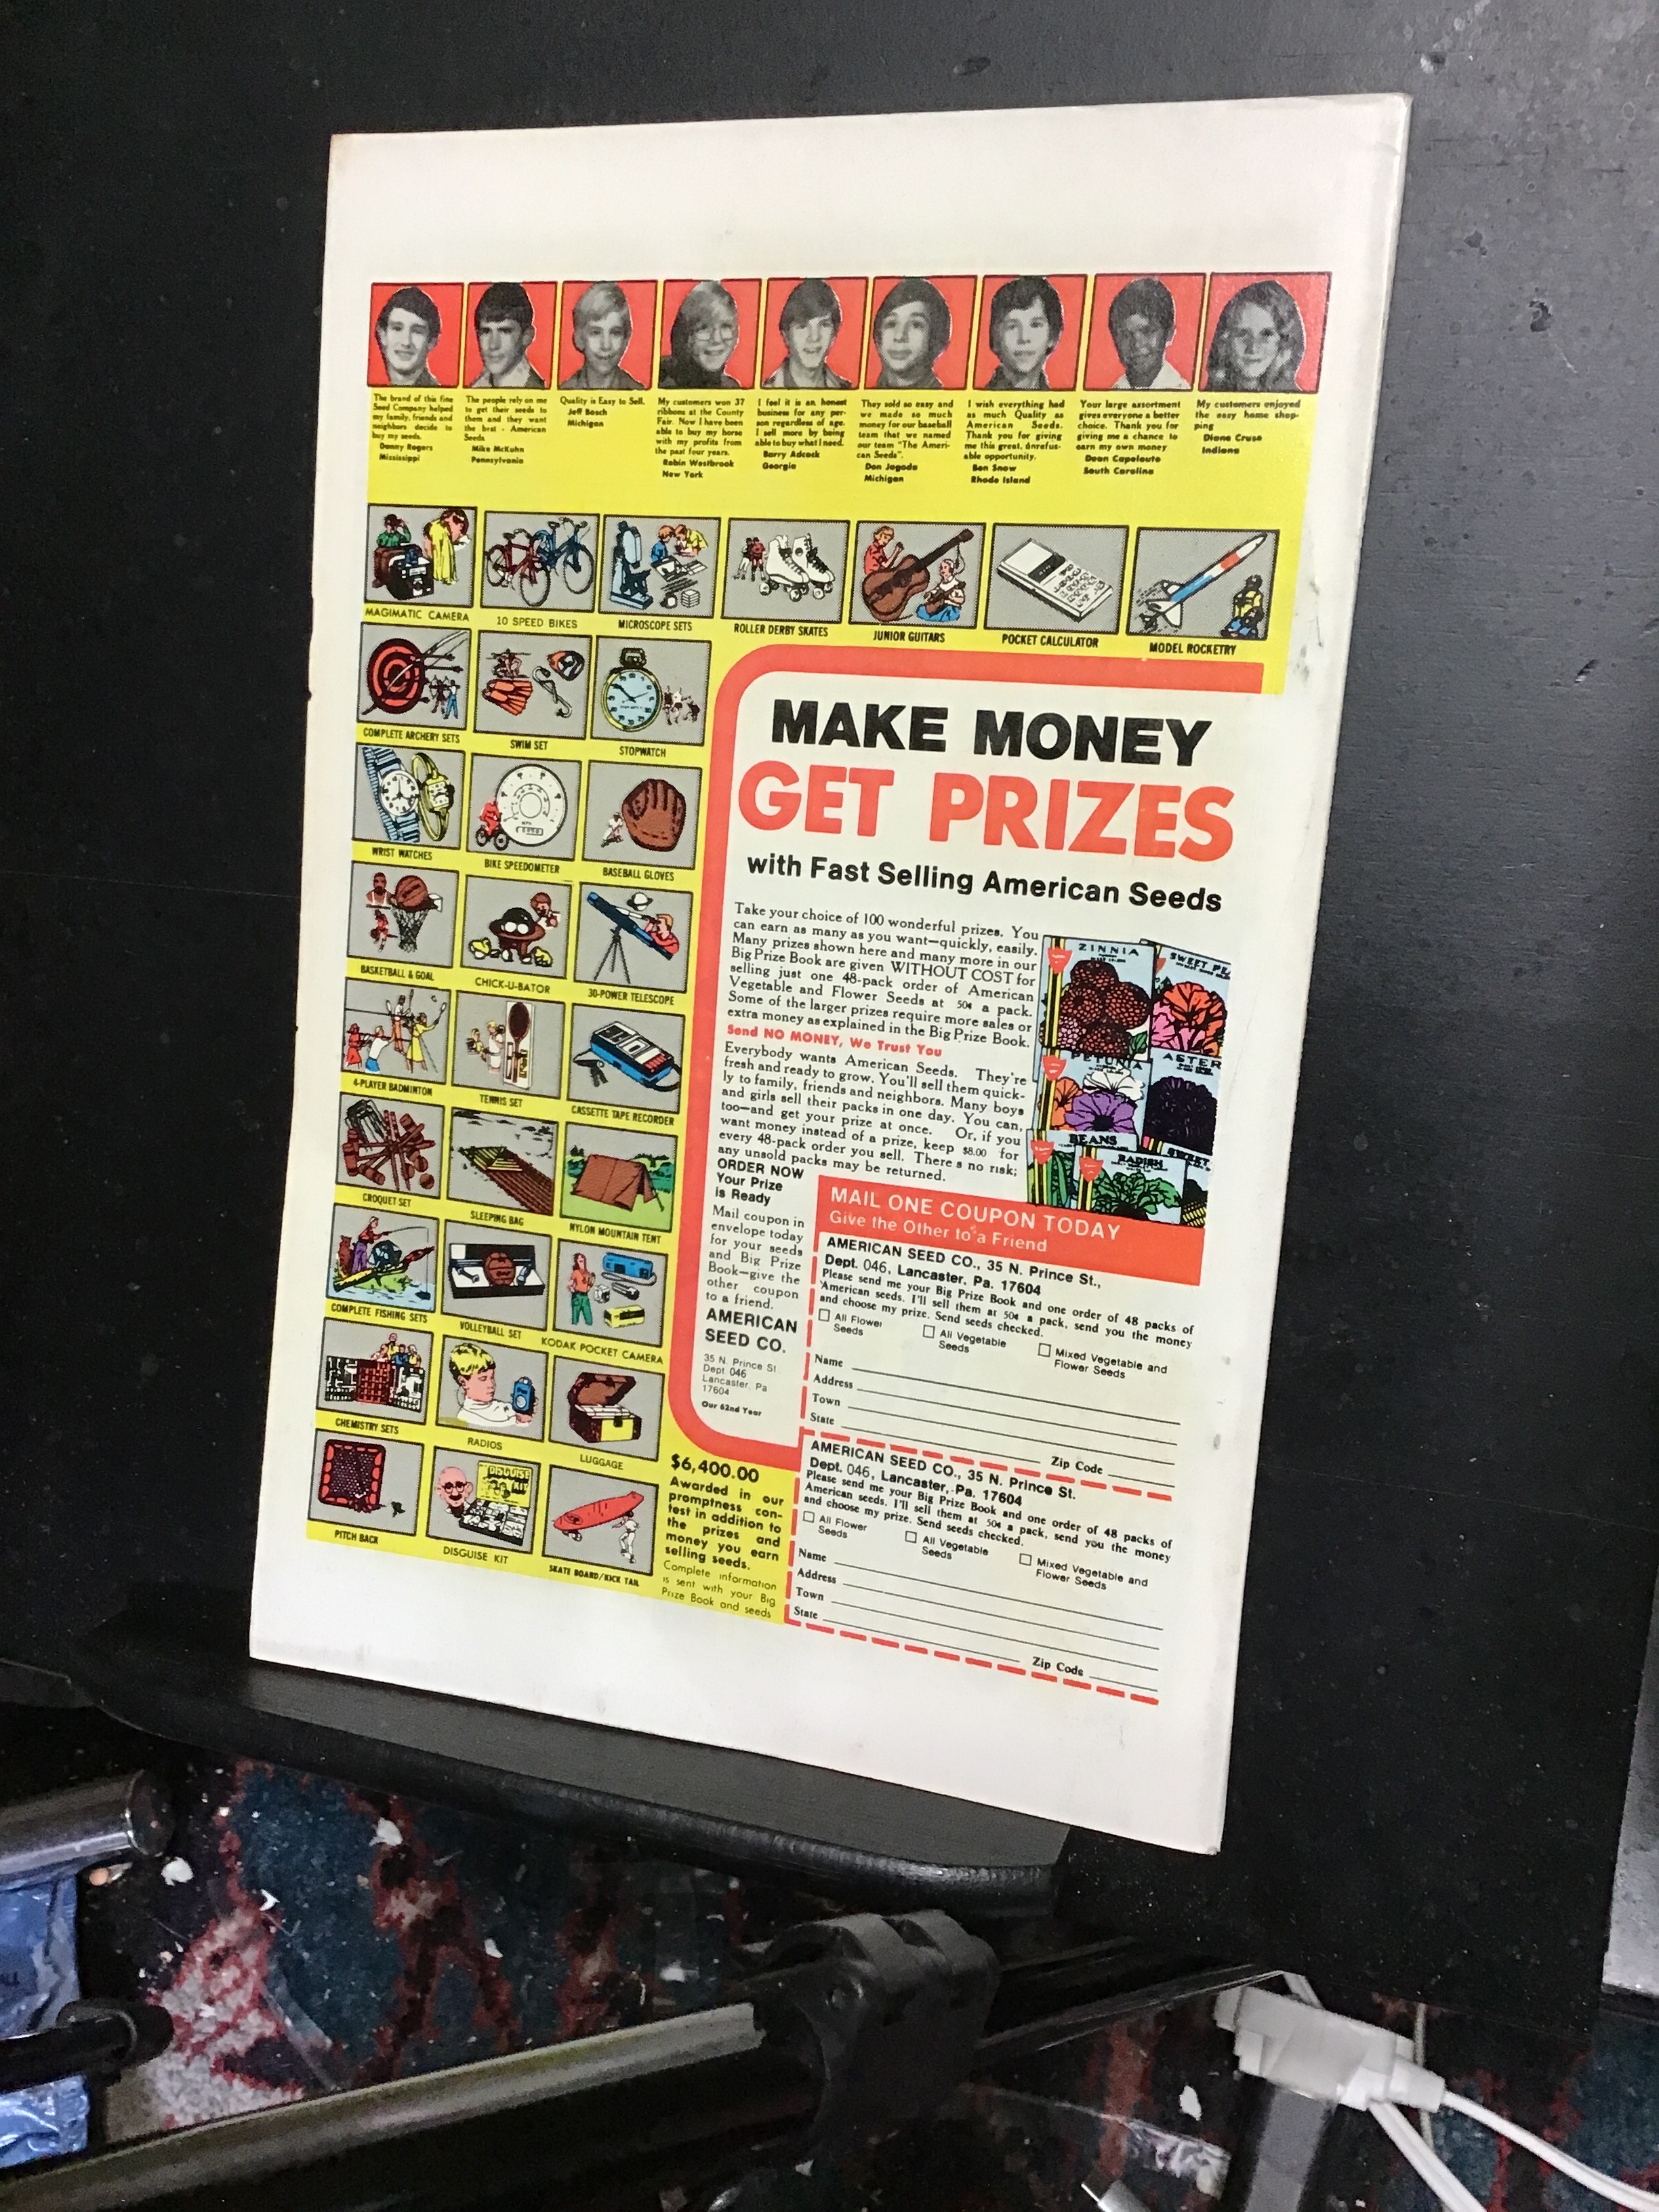 The brand of this fine
Seed Company helped
my family, friends and
neighbors decide to
buy my seeds.
Danny Rogers
Mississippi
The people rely on me
to get their seeds to
them and they want
the best - American
Seeds
Mike McKuhn
Pennsylvania
Quality is Easy to Sell.
Jeff Bosch
Michigan
My customers won 37
ribbons at the County
Fair. Now I have been
able to buy my horse
with my profits from
the past four years.
Robin Westbrook
New York
I feel it is an honest
business for any per-
son regardless of age.
I sell more by being
able to buy what I need.
Barry Adcock
Georgia
They sold so easy and
we made so much
money for our baseball
team that we named
our team "The Ameri-
can Seeds".
Don Jagoda
Michigan
I wish everything had
as much Quality as
American Seeds.
Thank you for giving
me this great, unrefus-
able opportunity.
Ben Snow
Rhode Island
Your large assortment
gives everyone a better
choice. Thank you for
giving me a chance to
earn my own money
Dean Capelouto
South Carolina
My customers enjoyed
the easy home shop-
ping
Diane Cruse
Indiana
MAGIMATIC CAMERA
10 SPEED BIKES
MICROSCOPE SETS
ROLLER DERBY SKATES
JUNIOR GUITARS
POCKET CALCULATOR
MODEL ROCKETRY
COMPLETE ARCHERY SETS
SWIM SET
STOPWATCH
WRIST WATCHES
BIKE SPEEDOMETER
BASEBALL GLOVES
BASKETBALL & GOAL
CHICK-U-BATOR
30-POWER TELESCOPE
4-PLAYER BADMINTON
TENNIS SET
CASSETTE TAPE RECORDER
CROQUET SET
SLEEPING BAG
NYLON MOUNTAIN TENT
COMPLETE FISHING SETS
VOLLEYBALL SET
KODAK POCKET CAMERA
CHEMISTRY SETS
RADIOS
LUGGAGE
PITCH BACK
DISGUISE KIT
DISGUISE KIT
SKATE BOARD/KICK TAIL
MAKE MONEY
GET PRIZES
with Fast Selling American Seeds
Take your choice of 100 wonderful prizes. You
can earn as many as you want—quickly, easily.
Many prizes shown here and many more in our
Big Prize Book are given WITHOUT COST for
selling just one 48-pack order of American
Vegetable and Flower Seeds at 50¢ a pack.
Some of the larger prizes require more sales or
extra money as explained in the Big Prize Book.
Send NO MONEY, We Trust You
Everybody wants American Seeds. They're
fresh and ready to grow. You'll sell them quick-
ly to family, friends and neighbors. Many boys
and girls sell their packs in one day. You can,
too—and get your prize at once. Or, if you
want money instead of a prize, keep $8.00 for
every 48-pack order you sell. There s no risk;
any unsold packs may be returned.
ZINNIA
SWEET PE
PETUNIA
ASTER
BEANS
RADISH
SWEET
ORDER NOW
Your Prize
is Ready
Mail coupon in
envelope today
for your seeds
and Big Prize
Book—give the
other coupon
to a friend.
AMERICAN
SEED CO.
35 N. Prince St
Dept 046
Lancaster, Pa
17604
Our 62nd Year
MAIL ONE COUPON TODAY
Give the Other to a Friend
AMERICAN SEED CO., 35 N. Prince St.,
Dept. 046, Lancaster, Pa. 17604
Please send me your Big Prize Book and one order of 48 packs of
American seeds. I'll sell them at 50¢ a pack, send you the money
and choose my prize. Send seeds checked.
All Flower
Seeds
All Vegetable
Seeds
Mixed Vegetable and
Flower Seeds
Name
Address
Town
State
Zip Code
$6,400.00
Awarded in our
promptness con-
test in addition to
the prizes and
money you earn
selling seeds.
Complete information
is sent with your Big
Prize Book and seeds
AMERICAN SEED CO., 35 N. Prince St.
Dept. 046, Lancaster, Pa. 17604
Please send me your Big Prize Book and one order of 48 packs of
American seeds. I'll sell them at 50¢ a pack, send you the money
and choose my prize. Send seeds checked.
All Flower
Seeds
All Vegetable
Seeds
Mixed Vegetable and
Flower Seeds
Name
Address
Town
State
Zip Code